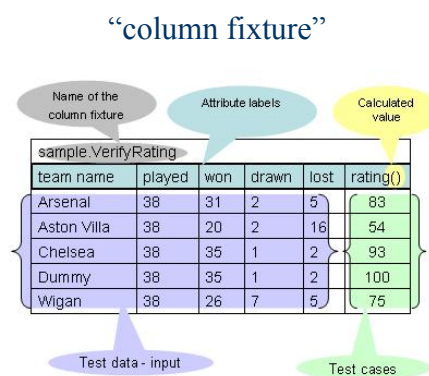 “column fixture”
Name of the
column fixture
Attribute labels
Calculated
value
sample.VerifyRating
team name played won drawn lost rating()
Arsenal 38 31 2 5 83
Aston Villa 38 20 2 16 54
Chelsea 38 35 1 2 93
Dummy 38 35 1 2 100
Wigan 38 26 7 5 75
Test data - input
Test cases